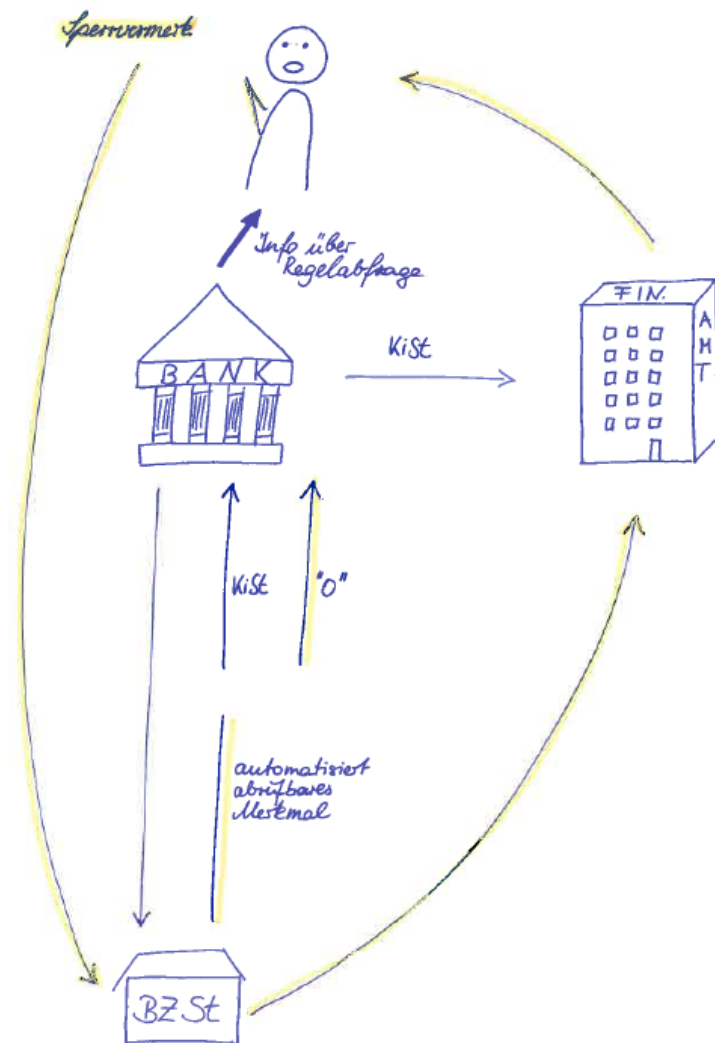 Sperrvermerk
Info über
Regelabfrage
FIN.
AMT
BANK
KiSt
KiSt
"0"
automatisiert
abrufbares
Merkmal
BZSt